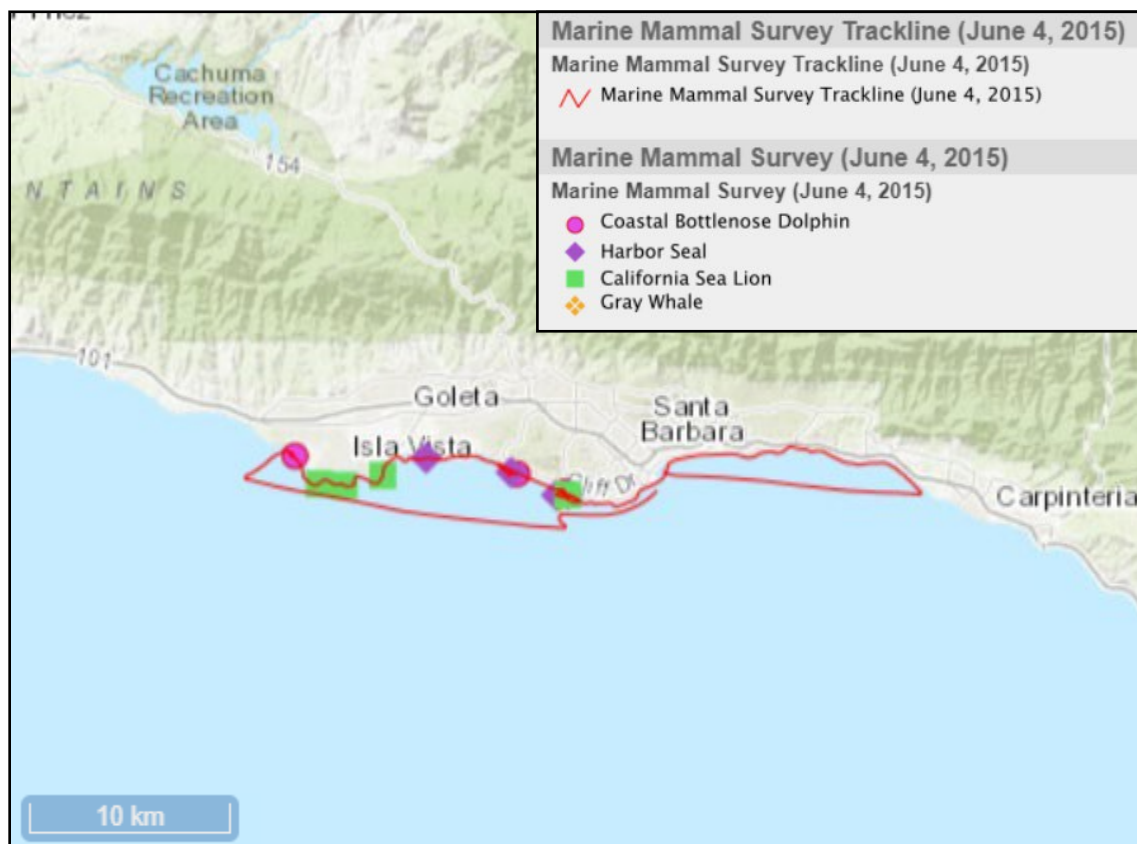 Marine Mammal Survey Trackline (June 4, 2015)
Marine Mammal Survey Trackline (June 4, 2015)
Marine Mammal Survey Trackline (June 4, 2015)
Marine Mammal Survey (June 4, 2015)
Marine Mammal Survey (June 4, 2015)
Coastal Bottlenose Dolphin
Harbor Seal
California Sea Lion
Gray Whale
Cachuma
Recreation
Area
154
N T A I N S
101
Goleta
Santa
Barbara
Isla Vista
Cliff Dr
Carpinteria
10 km